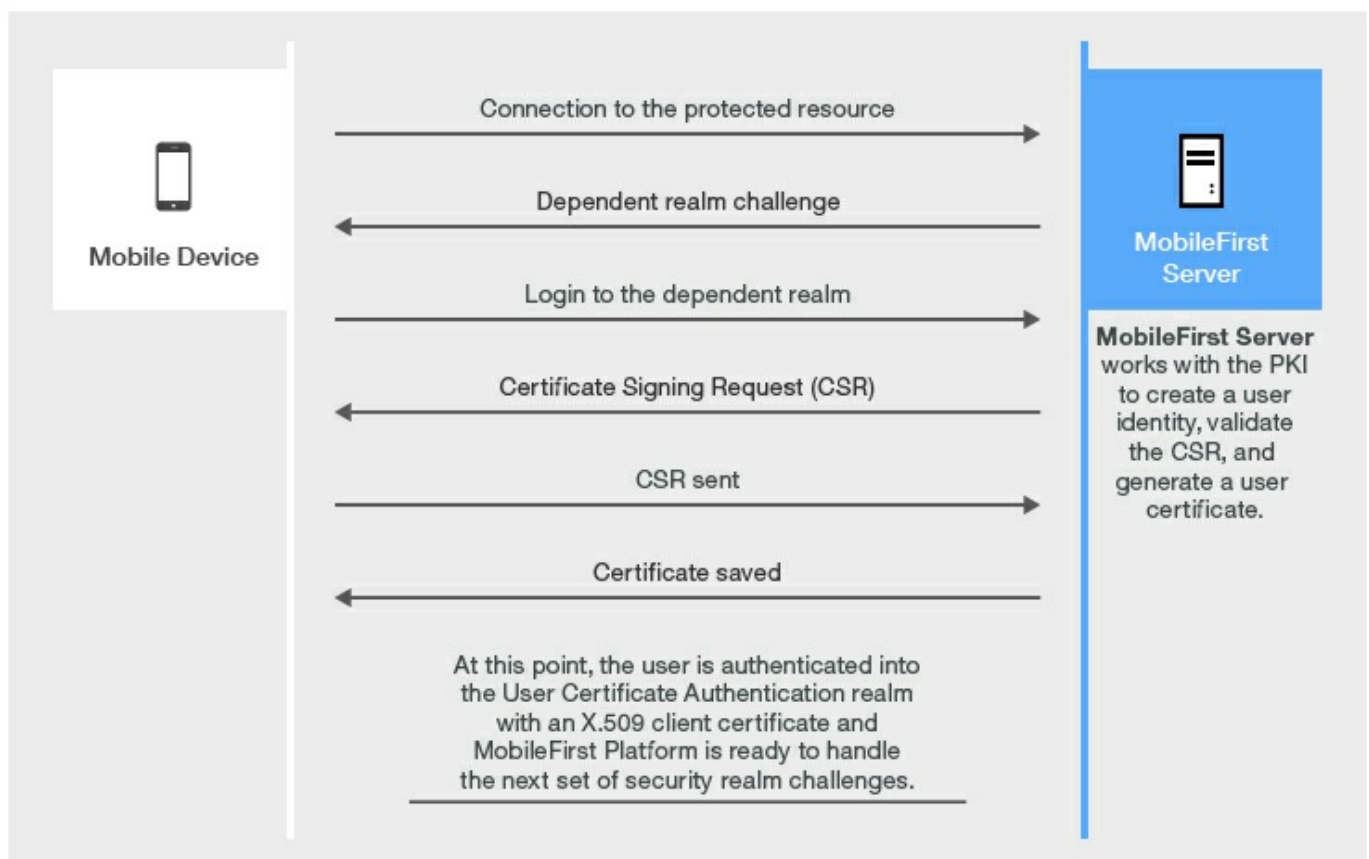 Connection to the protected resource
Dependent realm challenge
Mobile Device
MobileFirst
Server
Login to the dependent realm
MobileFirst Server
works with the PKI
to create a user
identity, validate
the CSR, and
generate a user
certificate.
Certificate Signing Request (CSR)
CSR sent
Certificate saved
At this point, the user is authenticated into
the User Certificate Authentication realm
with an X.509 client certificate and
MobileFirst Platform is ready to handle
the next set of security realm challenges.